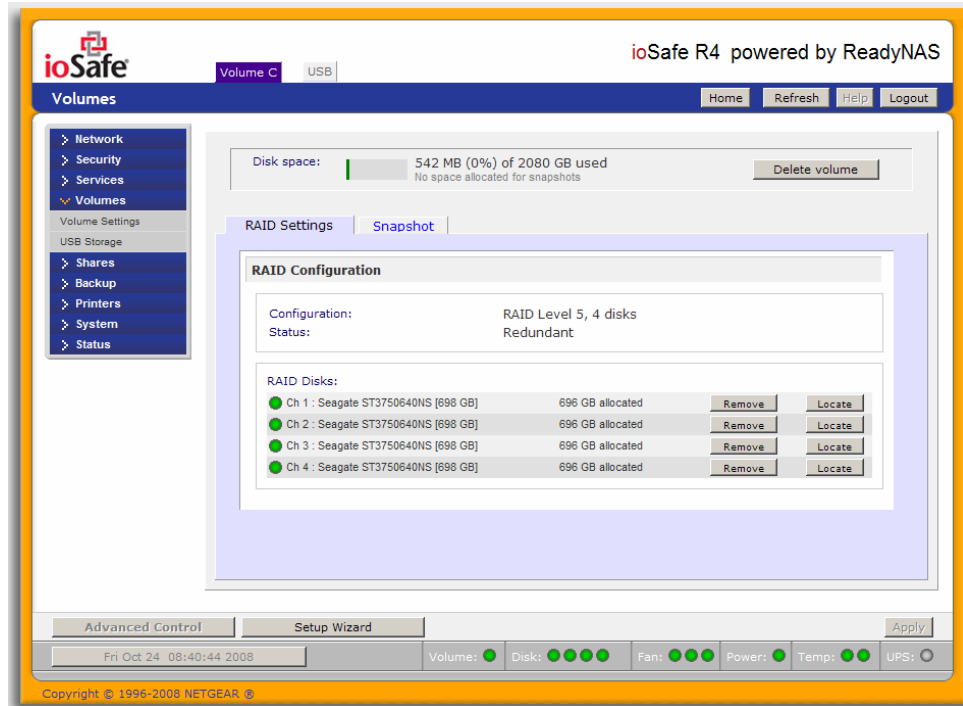 ioSafe
ioSafe R4 powered by ReadyNAS
Volume C
USB
Volumes
Home
Refresh
Help
Logout
Network
Security
Services
Volumes
Volume Settings
USB Storage
Shares
Backup
Printers
System
Status
Disk space:
542 MB (0%) of 2080 GB used
No space allocated for snapshots
Delete volume
RAID Settings
Snapshot
RAID Configuration
Configuration: RAID Level 5, 4 disks
Status: Redundant
RAID Disks:
Ch 1 : Seagate ST3750640NS [698 GB] 696 GB allocated Remove Locate
Ch 2 : Seagate ST3750640NS [698 GB] 696 GB allocated Remove Locate
Ch 3 : Seagate ST3750640NS [698 GB] 696 GB allocated Remove Locate
Ch 4 : Seagate ST3750640NS [698 GB] 696 GB allocated Remove Locate
Advanced Control
Setup Wizard
Apply
Fri Oct 24 08:40:44 2008
Volume:
Disk:
Fan:
Power:
Temp:
UPS:
Copyright © 1996-2008 NETGEAR ®